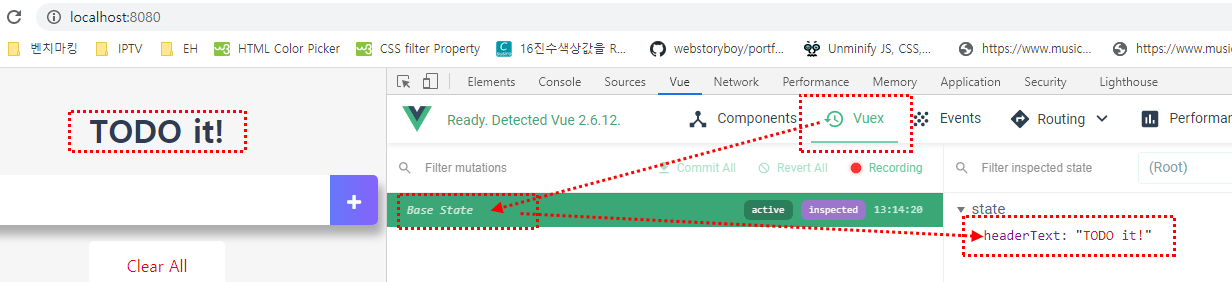 localhost:8080
벤치마킹 IPTV EH HTML Color Picker CSS filter Property 16진수색상값을 R... webstoryboy/portf... Unminify JS, CSS,... https://www.music... https://www.music...
Elements Console Sources Vue Network Performance Memory Application Security Lighthouse
TODO it!
Ready. Detected Vue 2.6.12. Components Vuex Events Routing Performan
Filter mutations Commit All Revert All Recording Filter inspected state (Root)
Base State active inspected 13:14:20
state
headerText: "TODO it!"
+
Clear All